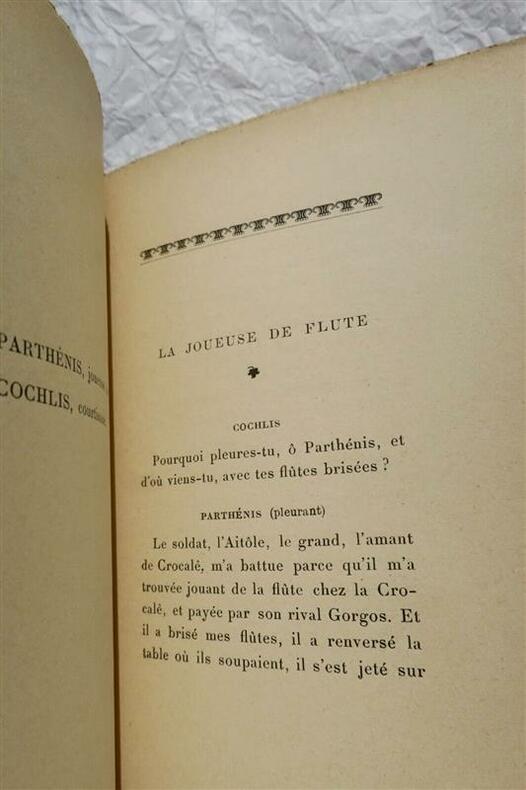 PARTHÉNIS,
COCHLIS,
LA JOUEUSE DE FLUTE
COCHLIS
Pourquoi pleures-tu, ô Parthénis, et
d'où viens-tu, avec tes flûtes brisées ?
PARTHÉNIS (pleurant)
Le soldat, l'Aitôle, le grand, l'amant
de Crocalê, m'a battue parce qu'il m'a
trouvée jouant de la flûte chez la Cro-
calê, et payée par son rival Gorgos. Et
il a brisé mes flûtes, il a renversé la
table où ils soupaient, il s'est jeté sur